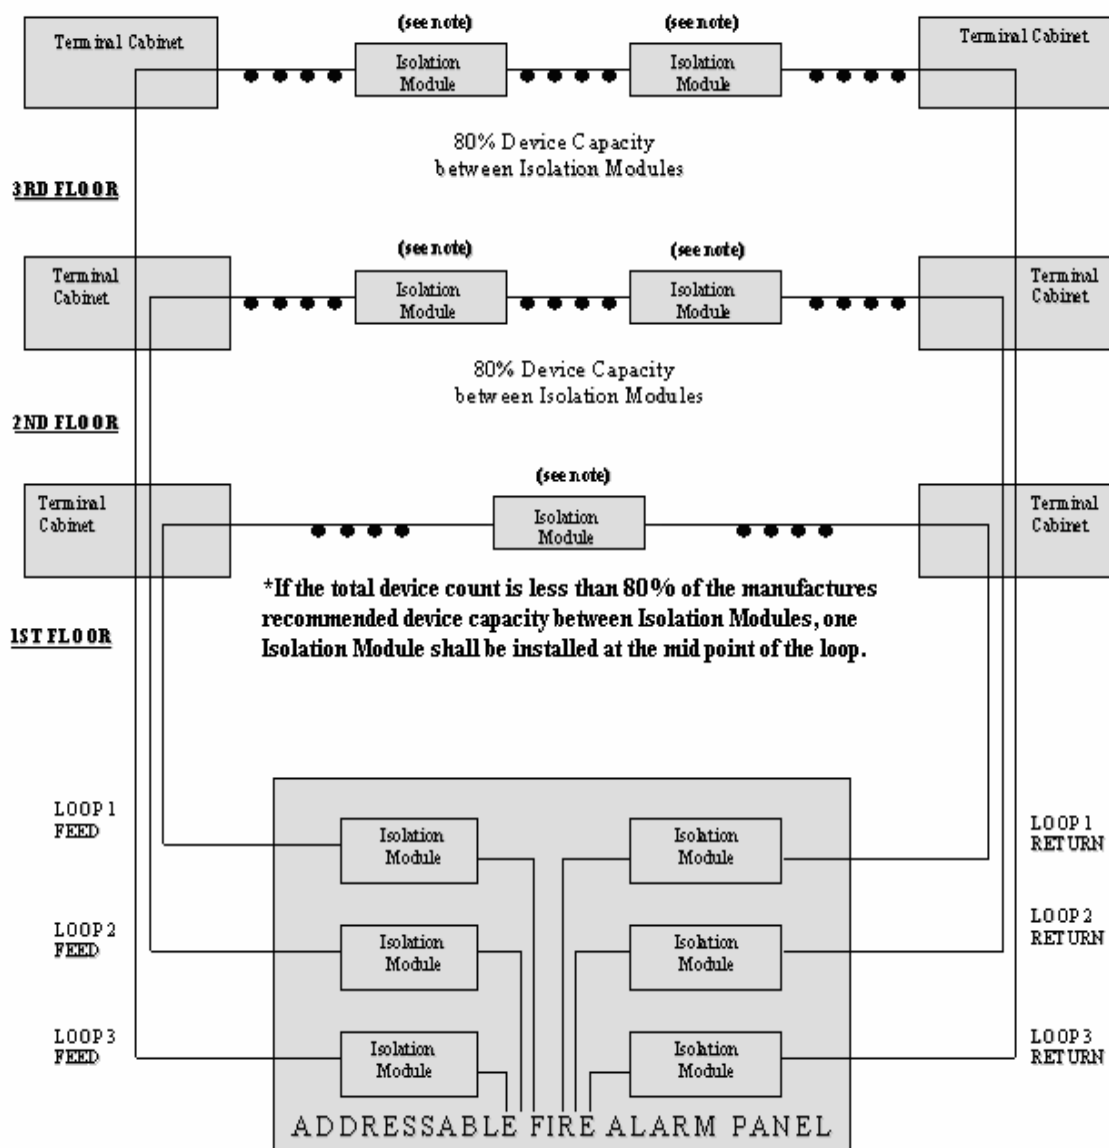 (see note)
(see note)
Terminal Cabinet
Isolation
Module
Isolation
Module
Terminal Cabinet
80% Device Capacity
between Isolation Modules
3RD FLOOR
(see note)
(see note)
Terminal
Cabinet
Isolation
Module
Isolation
Module
Terminal
Cabinet
80% Device Capacity
between Isolation Modules
2ND FLOOR
(see note)
Terminal
Cabinet
Isolation
Module
Terminal
Cabinet
*If the total device count is less than 80% of the manufactures
recommended device capacity between Isolation Modules, one
Isolation Module shall be installed at the mid point of the loop.
1ST FLOOR
LOOP 1
FEED
Isolation
Module
Isolation
Module
LOOP 1
RETURN
LOOP 2
FEED
Isolation
Module
Isolation
Module
LOOP 2
RETURN
LOOP 3
FEED
Isolation
Module
Isolation
Module
LOOP 3
RETURN
ADDRESSABLE FIRE ALARM PANEL